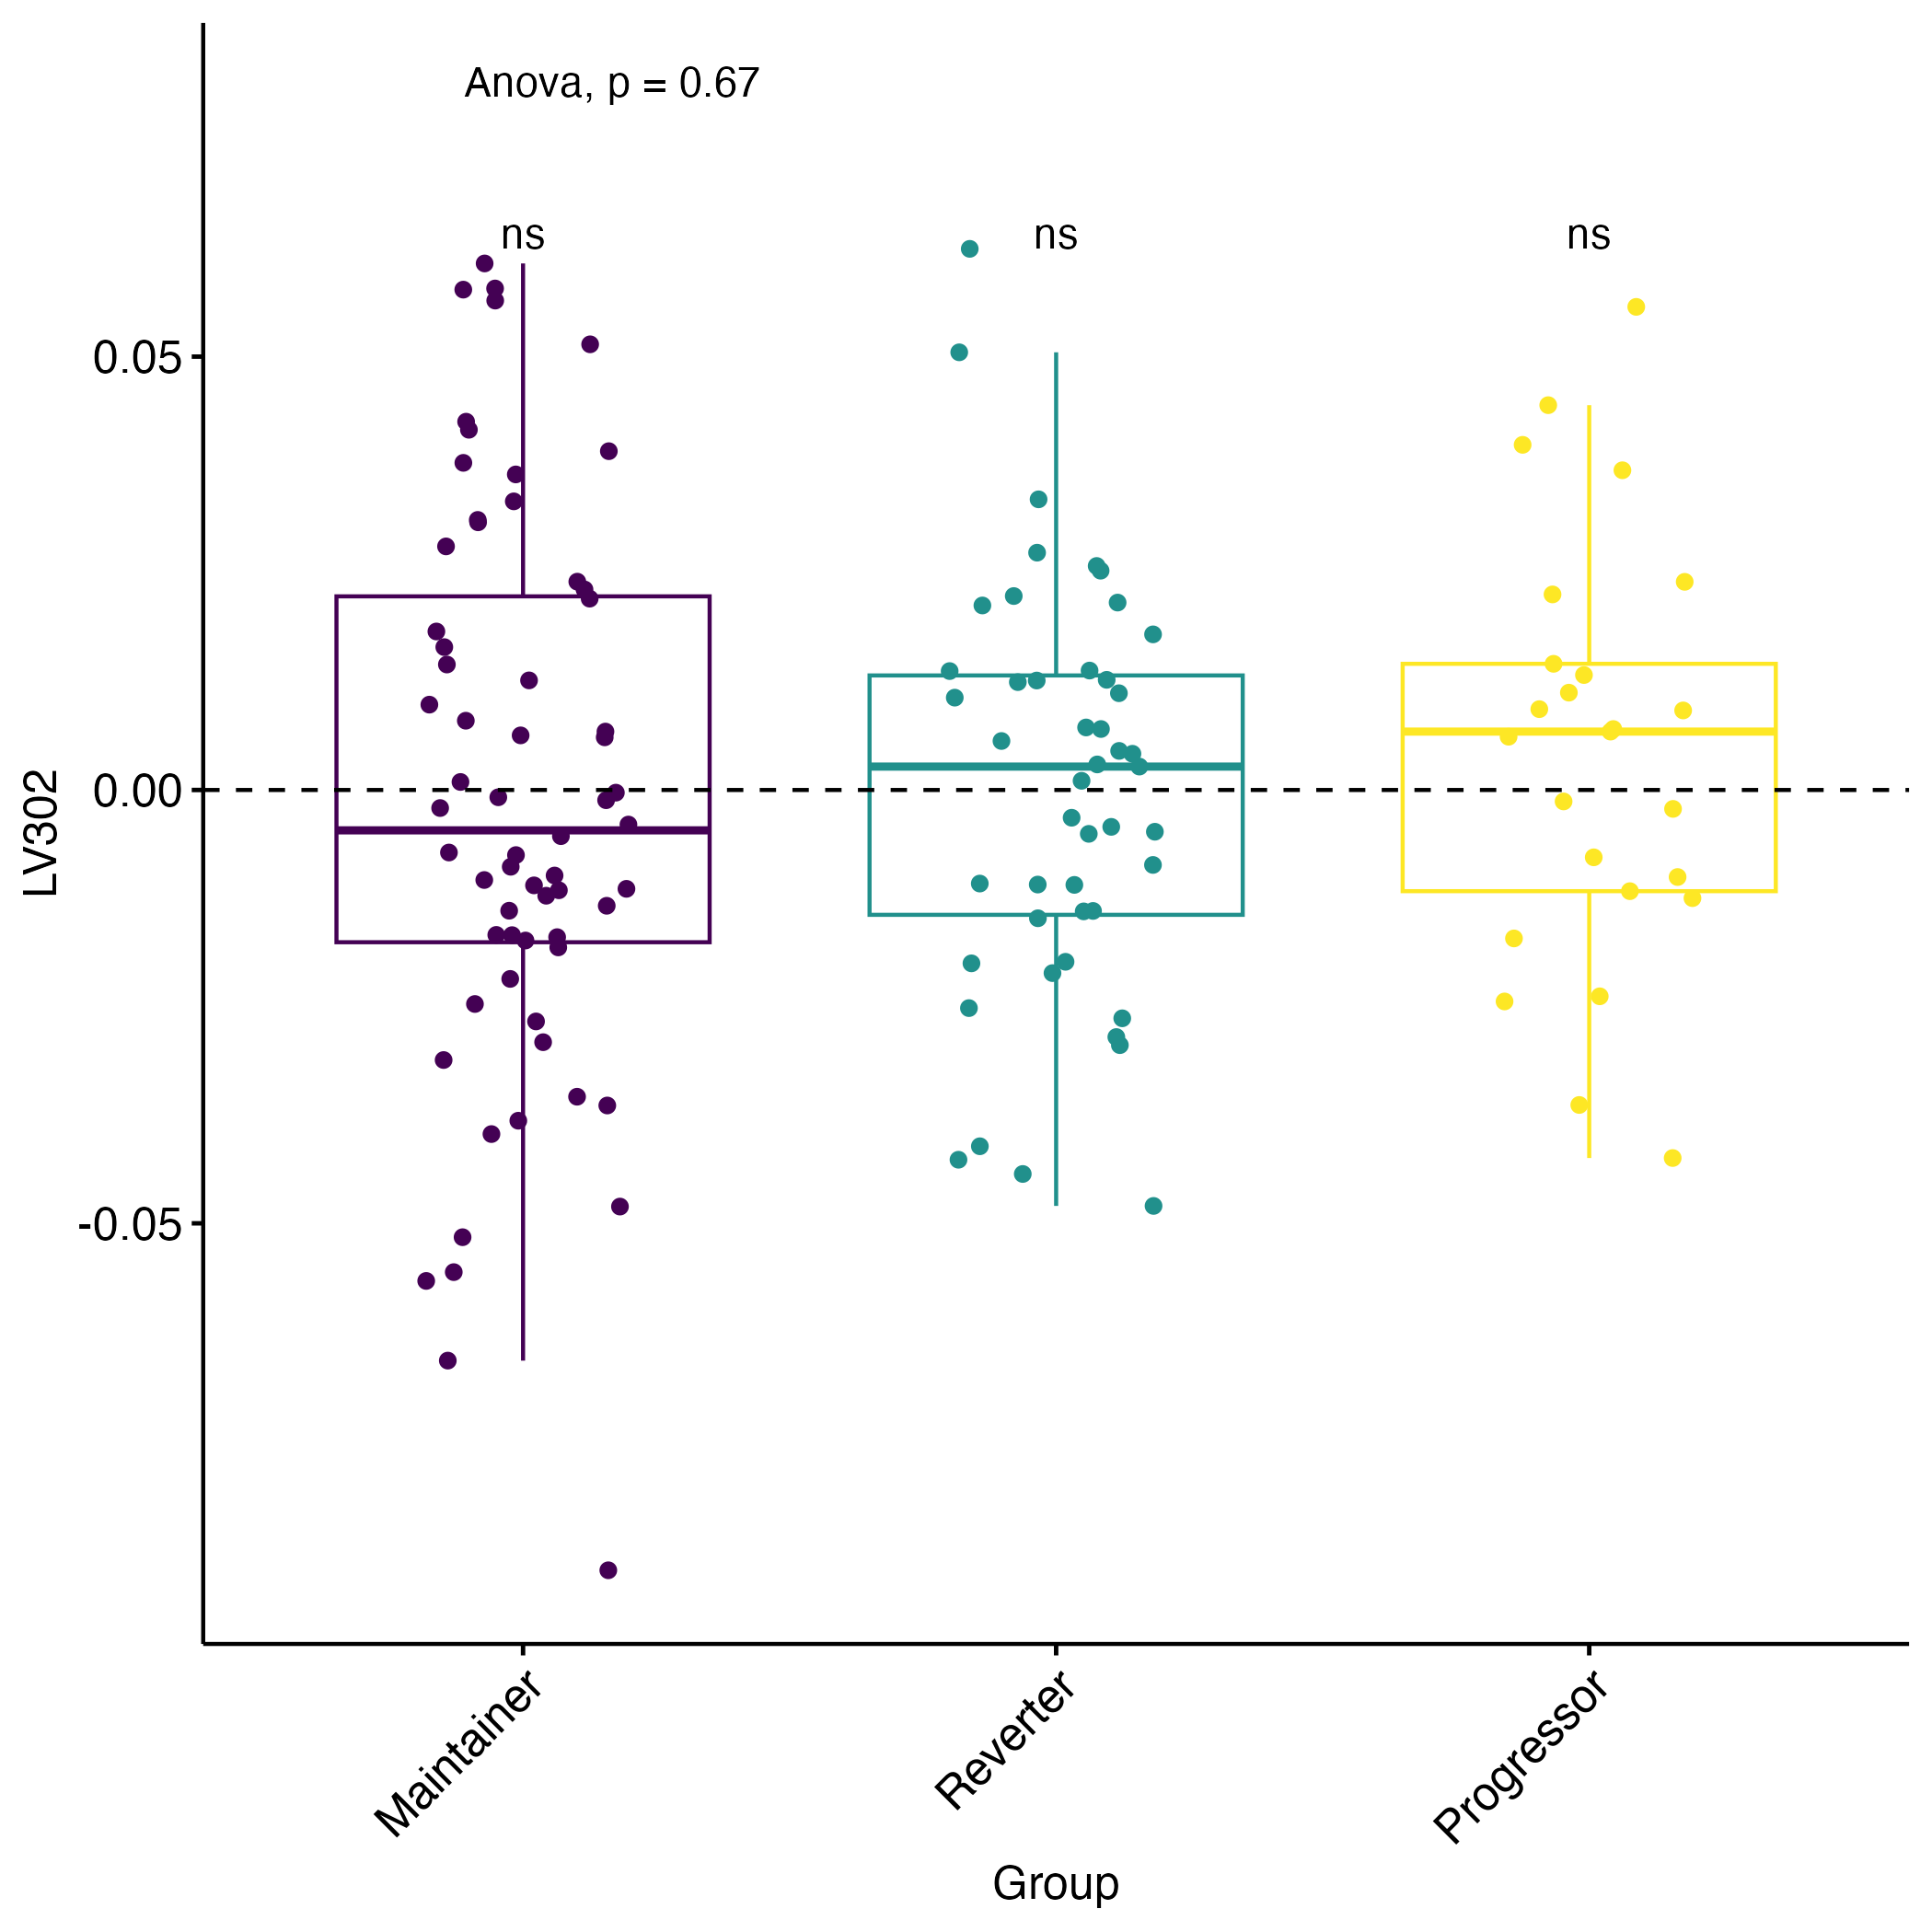 Anova, p = 0.67
ns ns ns
0.05
0.00
-0.05
LV302
Maintainer Reverter Progressor
Group